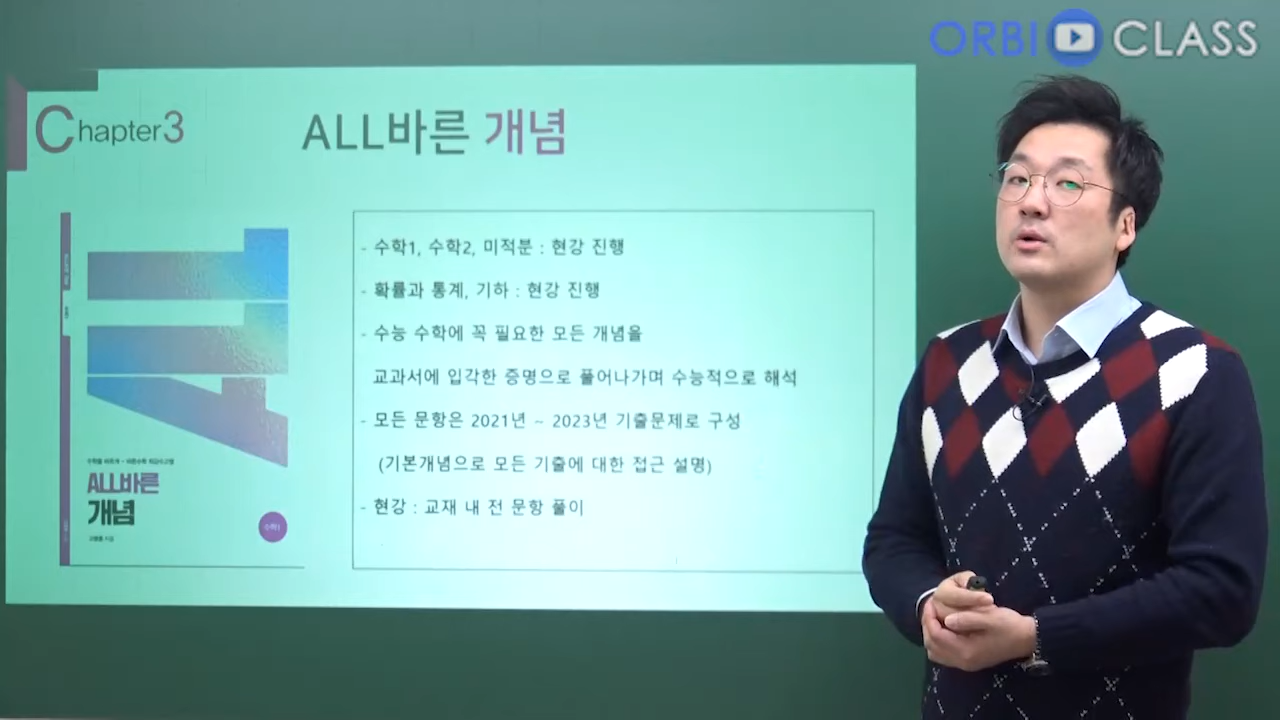 ORBI CLASS
Chapter3
ALL바른 개념
- 수학1, 수학2, 미적분 : 현강 진행
- 확률과 통계, 기하 : 현강 진행
- 수능 수학에 꼭 필요한 모든 개념을
교과서에 입각한 증명으로 풀어나가며 수능적으로 해석
- 모든 문항은 2021년 ~ 2023년 기출문제로 구성
(기본개념으로 모든 기출에 대한 접근 설명)
- 현강 : 교재 내 전 문항 풀이
ALL
ALL바른
개념
수학1